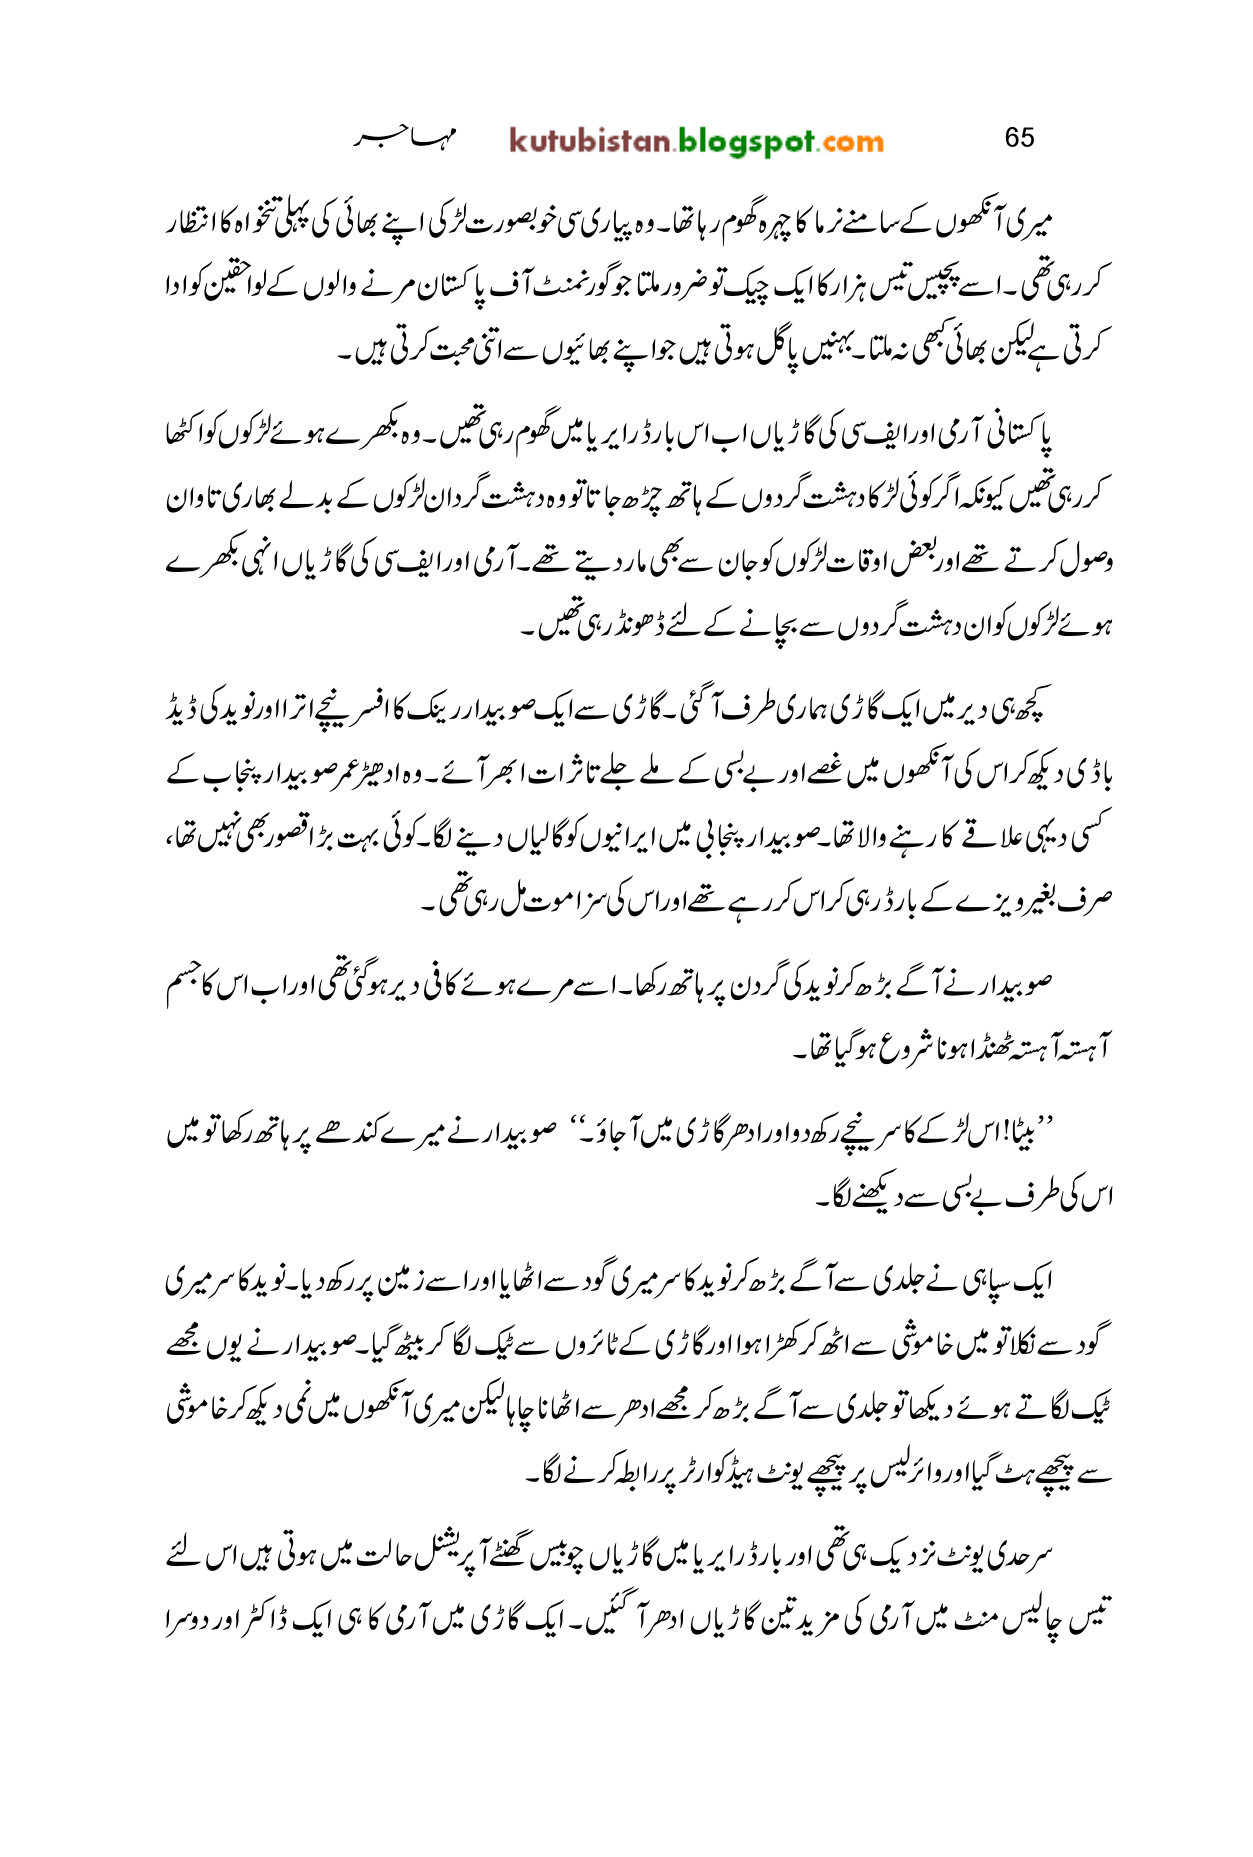 مہاجر kutubistan.blogspot.com 65
میری آنکھوں کے سامنے نرما کا چہرہ گھوم رہا تھا۔ وہ پیاری سی خوبصورت لڑکی اپنے بھائی کی پہلی تنخواہ کا انتظار
کر رہی تھی۔ اسے پچیس تیس ہزار کا ایک چیک تو ضرور ملتا جو گورنمنٹ آف پاکستان مرنے والوں کے لواحقین کو ادا
کرتی ہے لیکن بھائی کبھی نہ ملتا۔ بہنیں پاگل ہوتی ہیں جو اپنے بھائیوں سے اتنی محبت کرتی ہیں۔
پاکستانی آرمی اور ایف سی کی گاڑیاں اب اس بارڈر ایریا میں گھوم رہی تھیں۔ وہ بکھرے ہوئے لڑکوں کو اکٹھا
کر رہی تھیں کیونکہ اگر کوئی لڑکا دہشت گردوں کے ہاتھ چڑھ جاتا تو وہ دہشت گرد ان لڑکوں کے بدلے بھاری تاوان
وصول کرتے تھے اور بعض اوقات لڑکوں کو جان سے بھی مار دیتے تھے۔ آرمی اور ایف سی کی گاڑیاں انہی بکھرے
ہوئے لڑکوں کو ان دہشت گردوں سے بچانے کے لئے ڈھونڈ رہی تھیں۔
کچھ ہی دیر میں ایک گاڑی ہماری طرف آ گئی۔ گاڑی سے ایک صوبیدار رینک کا افسر نیچے اترا اور نوید کی ڈیڈ
باڈی دیکھ کر اس کی آنکھوں میں غصے اور بے بسی کے ملے جلے تاثرات ابھر آئے۔ وہ ادھیڑ عمر صوبیدار پنجاب کے
کسی دیہی علاقے کا رہنے والا تھا۔ صوبیدار پنجابی میں ایرانیوں کو گالیاں دینے لگا۔ کوئی بہت بڑا قصور بھی نہیں تھا،
صرف بغیر ویزے کے بارڈر ہی کراس کر رہے تھے اور اس کی سزا موت مل رہی تھی۔
صوبیدار نے آگے بڑھ کر نوید کی گردن پر ہاتھ رکھا۔ اسے مرے ہوئے کافی دیر ہو گئی تھی اور اب اس کا جسم
آہستہ آہستہ ٹھنڈا ہونا شروع ہو گیا تھا۔
’’بیٹا! اس لڑکے کا سر نیچے رکھ دو اور ادھر گاڑی میں آ جاؤ۔‘‘ صوبیدار نے میرے کندھے پر ہاتھ رکھا تو میں
اس کی طرف بے بسی سے دیکھنے لگا۔
ایک سپاہی نے جلدی سے آگے بڑھ کر نوید کا سر میری گود سے اٹھایا اور اسے زمین پر رکھ دیا۔ نوید کا سر میری
گود سے نکلا تو میں خاموشی سے اٹھ کر کھڑا ہوا اور گاڑی کے ٹائروں سے ٹیک لگا کر بیٹھ گیا۔ صوبیدار نے یوں مجھے
ٹیک لگاتے ہوئے دیکھا تو جلدی سے آگے بڑھ کر مجھے ادھر سے اٹھانا چاہا لیکن میری آنکھوں میں نمی دیکھ کر خاموشی
سے پیچھے ہٹ گیا اور وائرلیس پر پیچھے یونٹ ہیڈ کوارٹر پر رابطہ کرنے لگا۔
سرحدی یونٹ نزدیک ہی تھی اور بارڈر ایریا میں گاڑیاں چوبیس گھنٹے آپریشنل حالت میں ہوتی ہیں اس لئے
تیس چالیس منٹ میں آرمی کی مزید تین گاڑیاں ادھر آ گئیں۔ ایک گاڑی میں آرمی کا ہی ایک ڈاکٹر اور دوسرا